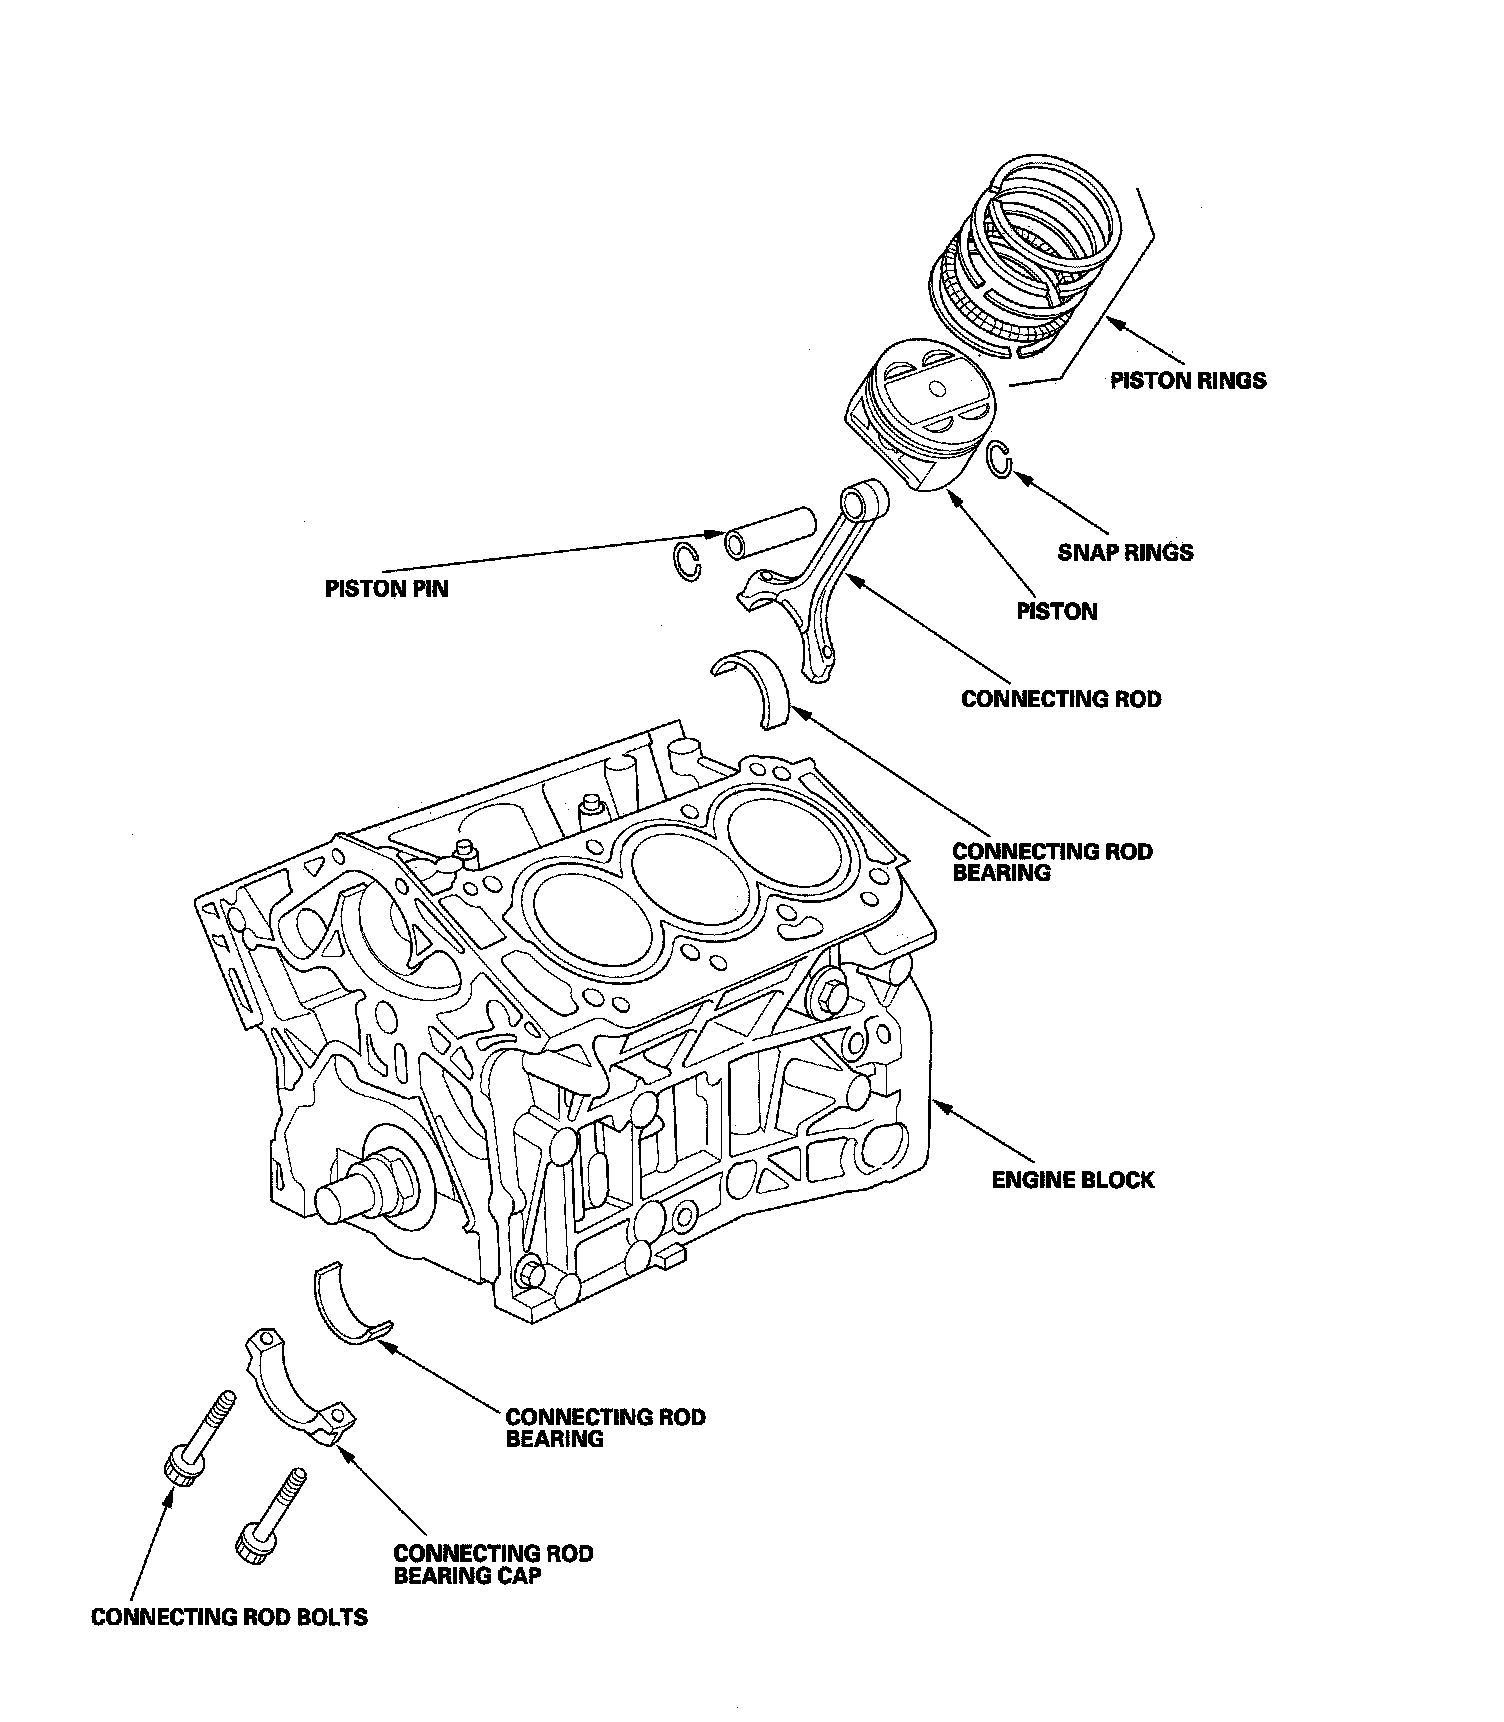 PISTON RINGS
SNAP RINGS
PISTON PIN
PISTON
CONNECTING ROD
CONNECTING ROD
BEARING
ENGINE BLOCK
CONNECTING ROD
BEARING
CONNECTING ROD
BEARING CAP
CONNECTING ROD BOLTS